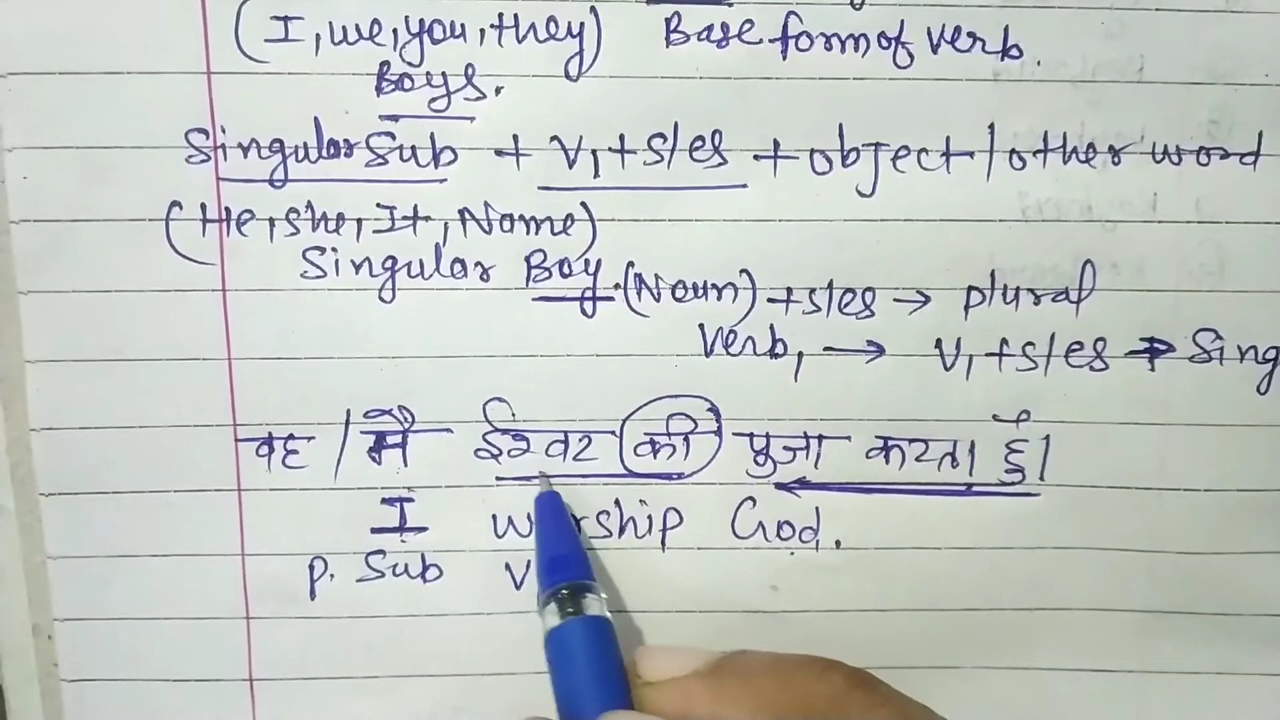 (I, we, you, they) Base form of verb.
Boys.
Singular Sub + V1+s/es + object/other word
(He, she, It, Name)
Singular Boy. (Noun) +s/es → plural
Verb1 → V1+s/es → Sing
वह / मैं ईश्वर की पुजा करता हुँ।
I worship God.
P. Sub V